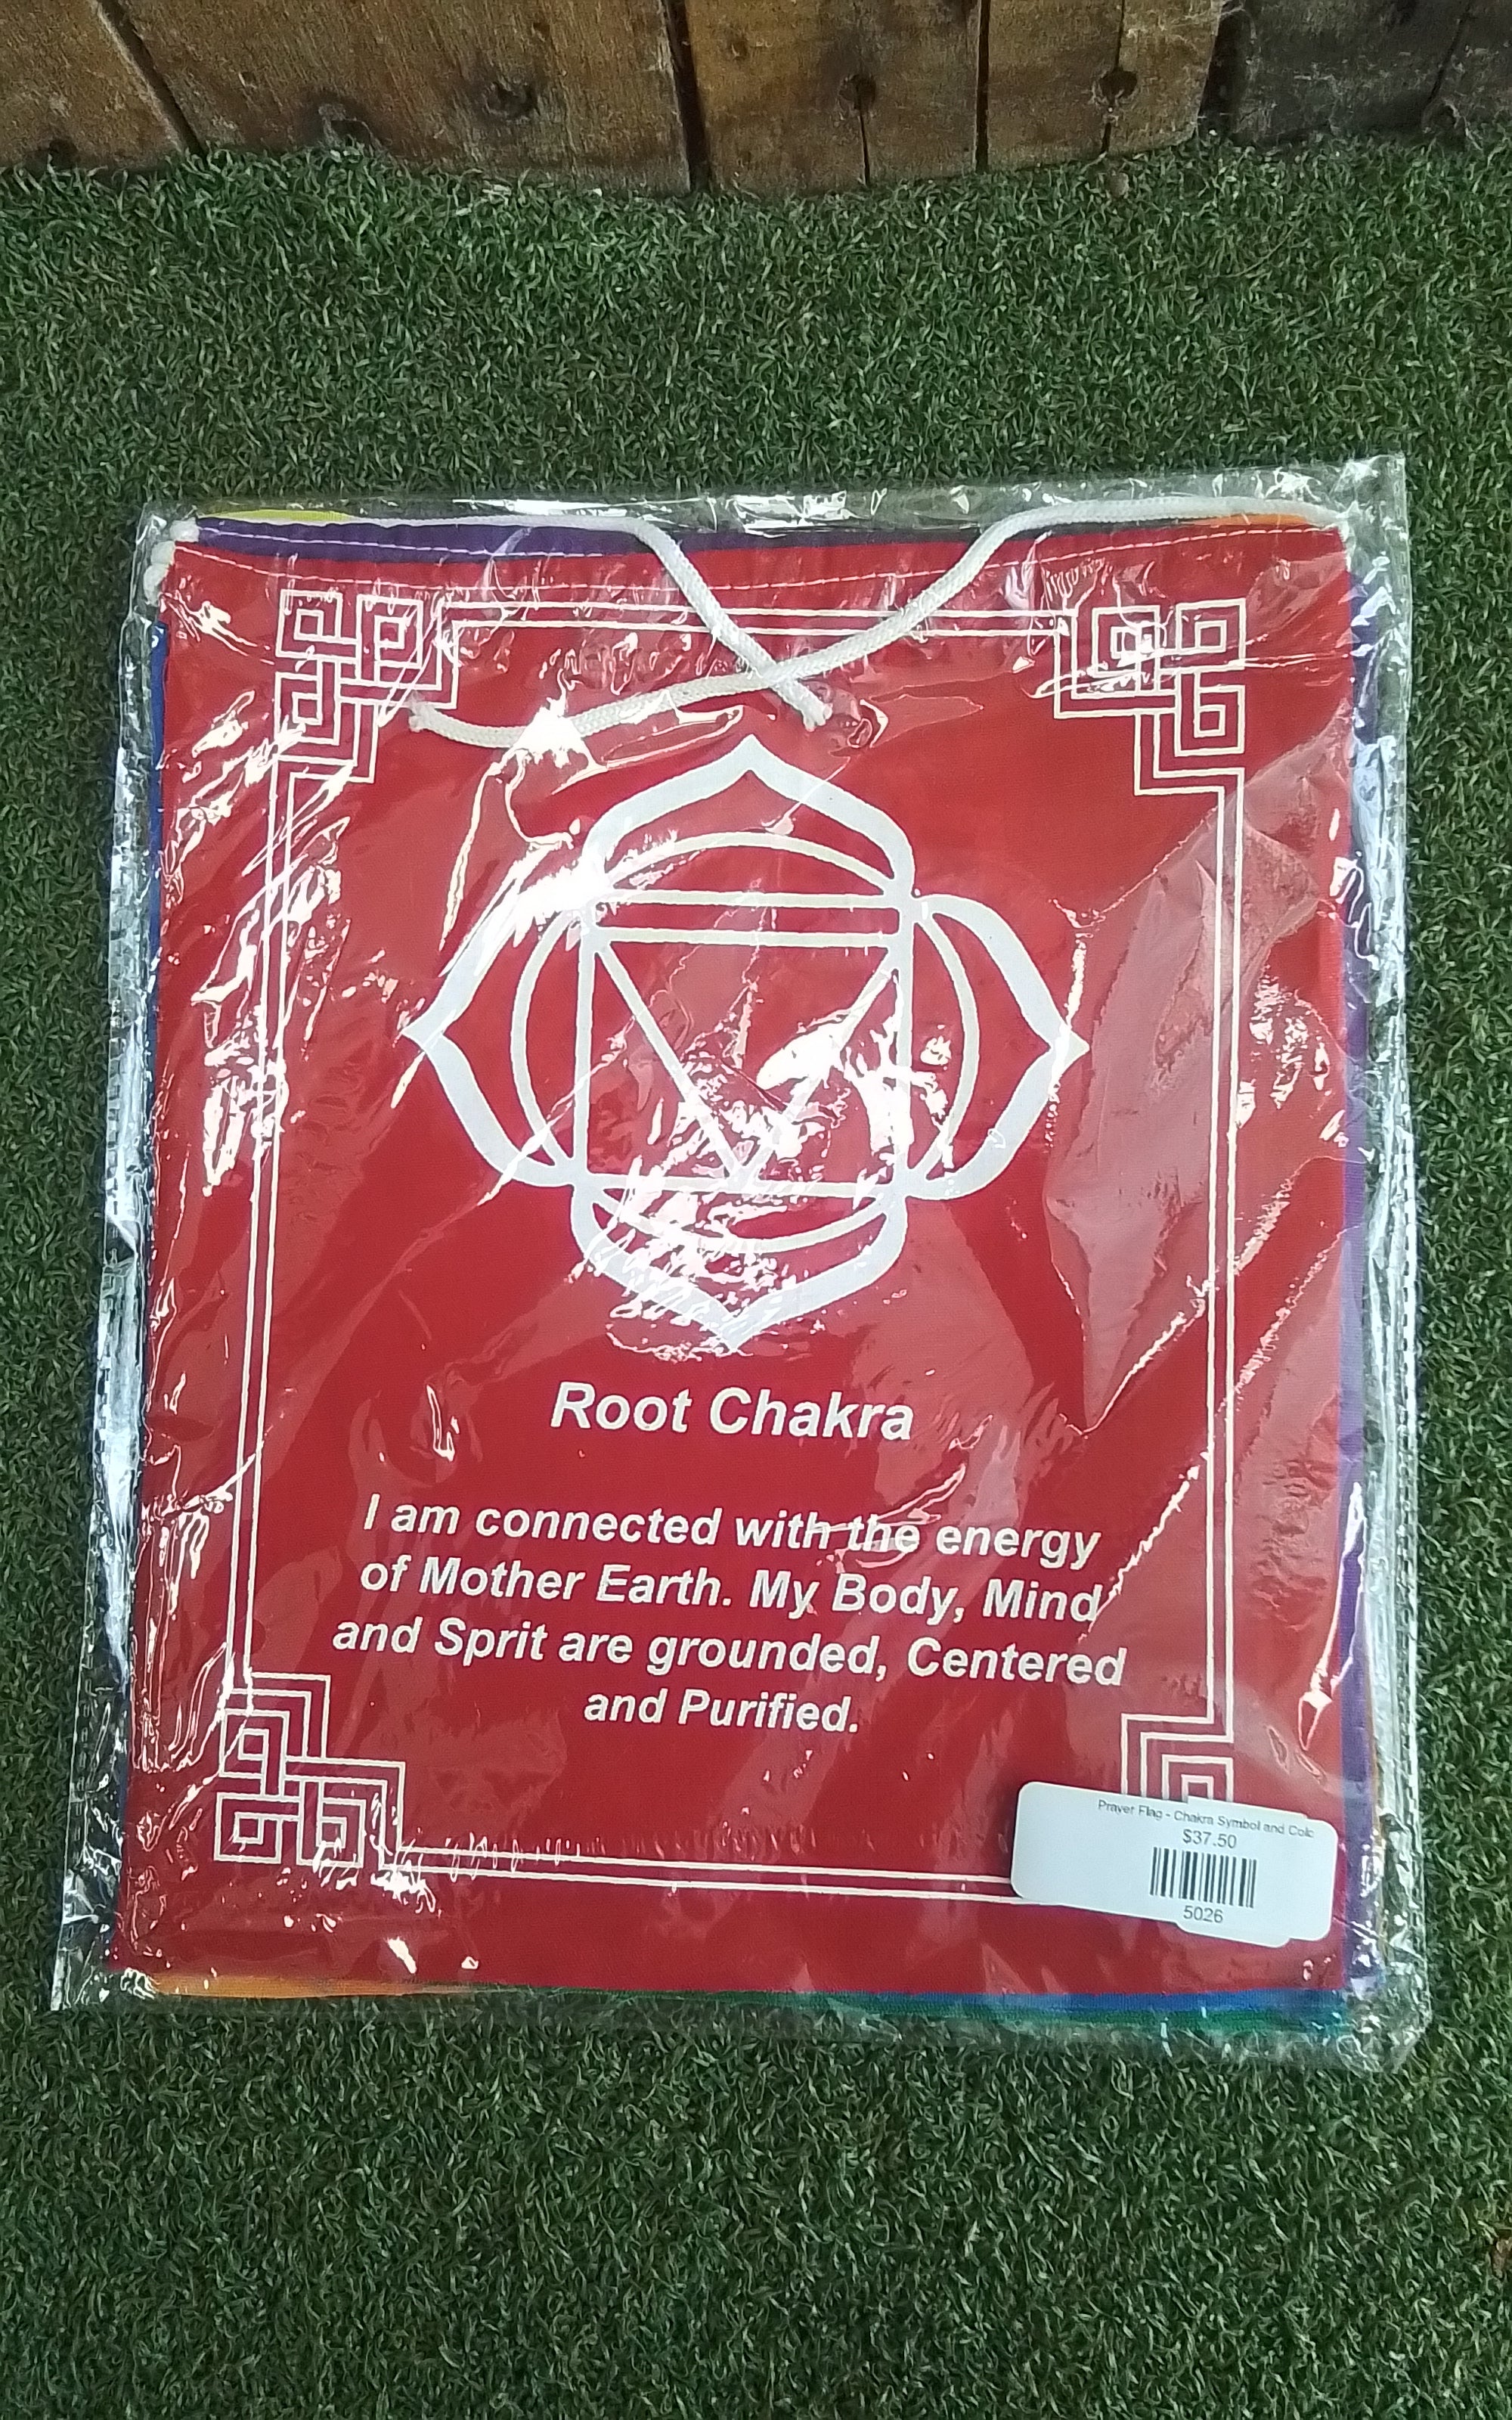 Root Chakra
I am connected with the energy
of Mother Earth. My Body, Mind
and Sprit are grounded, Centered
and Purified.
Prayer Flag - Chakra Symbol and Colo
$37.50
5026